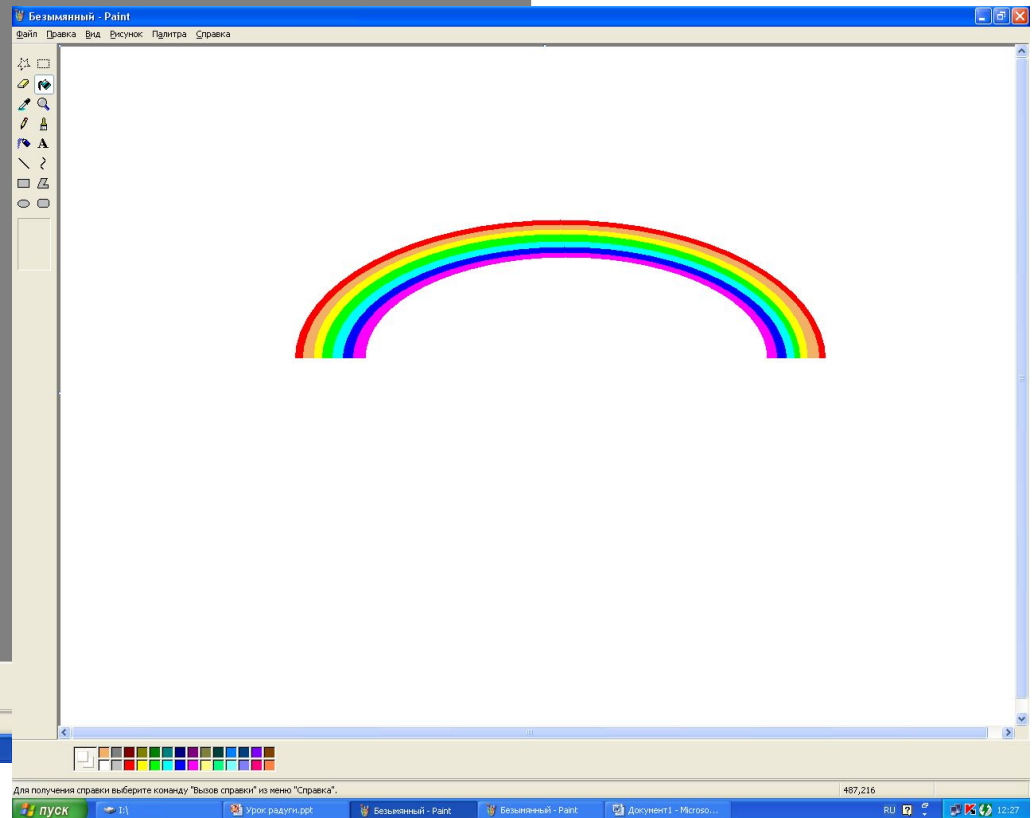 Безымянный - Paint
Файл Правка Вид Рисунок Палитра Справка
A
Для получения справки выберите команду "Вызов справки" из меню "Справка".
487,216
пуск
I:\
Урок радуги.ppt
Безымянный - Paint
Безымянный - Paint
Документ1 - Microso...
RU
12:27